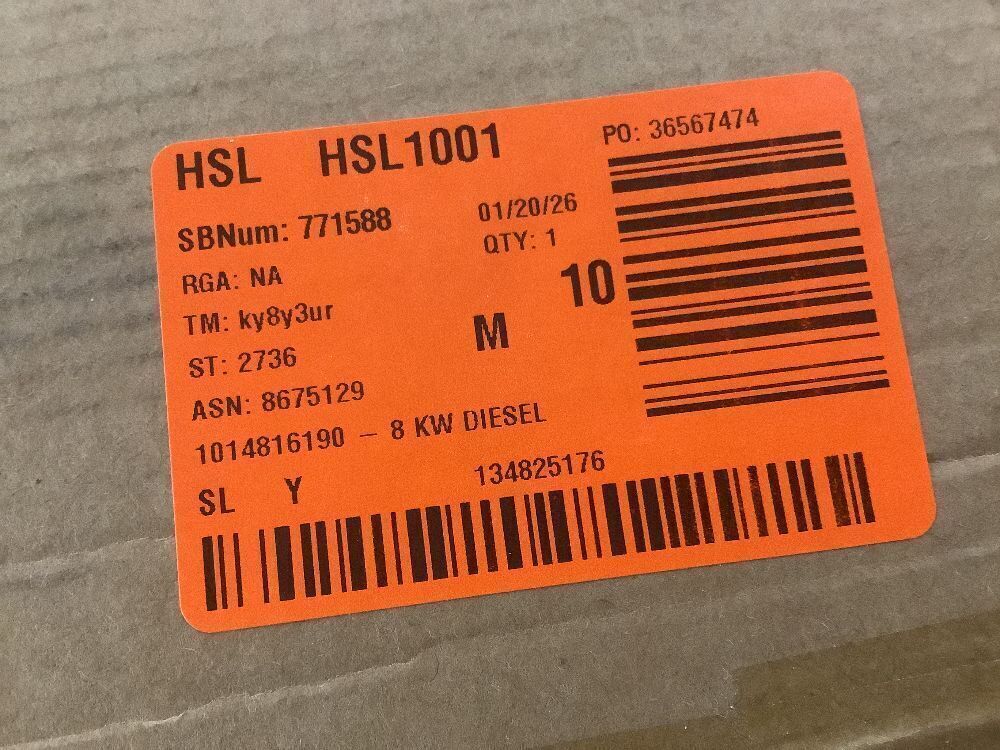 HSL HSL1001
PO: 36567474
SBNum: 771588
01/20/26
RGA: NA
QTY: 1
TM: ky8y3ur
10
M
ST: 2736
ASN: 8675129
1014816190 – 8 KW DIESEL
SL Y
134825176